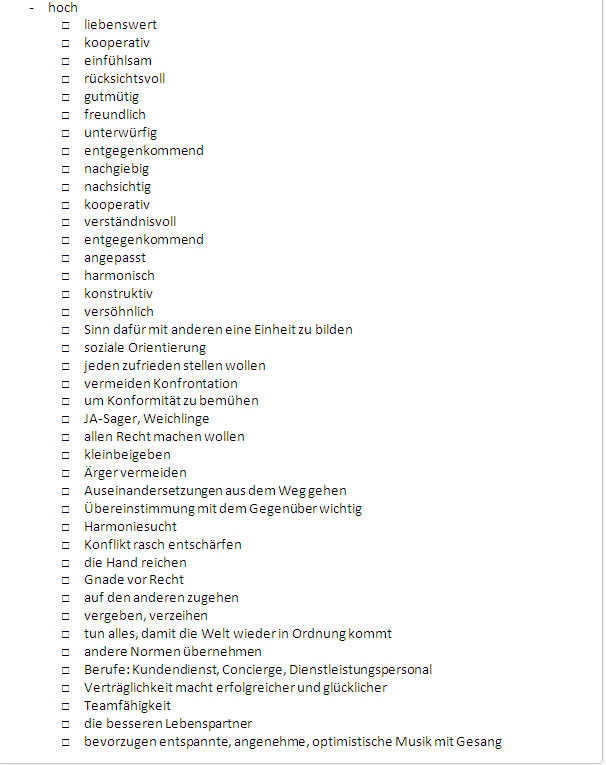 - hoch
□ liebenswert
□ kooperativ
□ einfühlsam
□ rücksichtsvoll
□ gutmütig
□ freundlich
□ unterwürfig
□ entgegenkommend
□ nachgiebig
□ nachsichtig
□ kooperativ
□ verständnisvoll
□ entgegenkommend
□ angepasst
□ harmonisch
□ konstruktiv
□ versöhnlich
□ Sinn dafür mit anderen eine Einheit zu bilden
□ soziale Orientierung
□ jeden zufrieden stellen wollen
□ vermeiden Konfrontation
□ um Konformität zu bemühen
□ JA-Sager, Weichlinge
□ allen Recht machen wollen
□ kleinbeigeben
□ Ärger vermeiden
□ Auseinandersetzungen aus dem Weg gehen
□ Übereinstimmung mit dem Gegenüber wichtig
□ Harmoniesucht
□ Konflikt rasch entschärfen
□ die Hand reichen
□ Gnade vor Recht
□ auf den anderen zugehen
□ vergeben, verzeihen
□ tun alles, damit die Welt wieder in Ordnung kommt
□ andere Normen übernehmen
□ Berufe: Kundendienst, Concierge, Dienstleistungspersonal
□ Verträglichkeit macht erfolgreicher und glücklicher
□ Teamfähigkeit
□ die besseren Lebenspartner
□ bevorzugen entspannte, angenehme, optimistische Musik mit Gesang